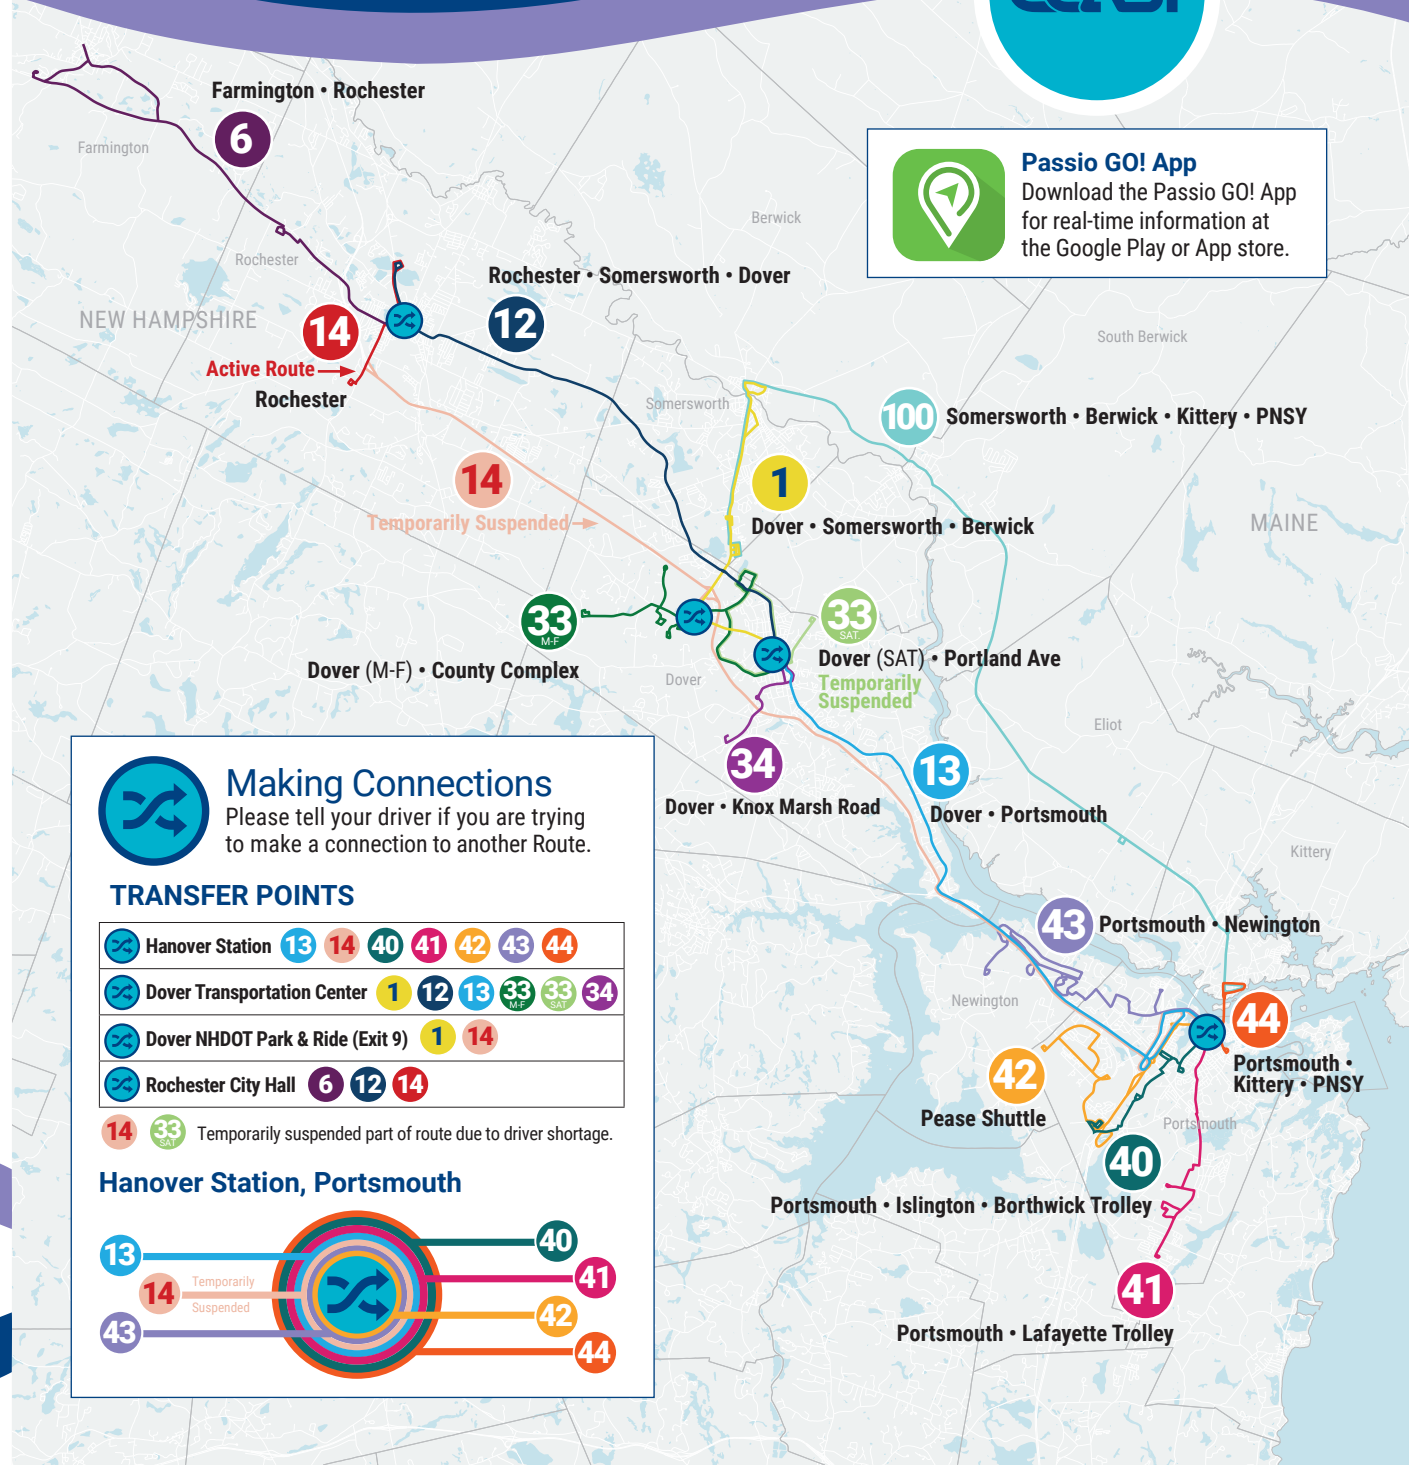 Farmington • Rochester
6
Farmington
Passio GO! App
Download the Passio GO! App
for real-time information at
the Google Play or App store.
Berwick
Rochester
Rochester • Somersworth • Dover
12
NEW HAMPSHIRE
14
Active Route
Rochester
South Berwick
Somersworth
100
Somersworth • Berwick • Kittery • PNSY
14
Temporarily Suspended
1
Dover • Somersworth • Berwick
MAINE
33
M-F
Dover (M-F) • County Complex
33
SAT.
Dover (SAT) • Portland Ave
Temporarily
Suspended
Dover
Eliot
34
Dover • Knox Marsh Road
13
Dover • Portsmouth
Kittery
43
Portsmouth • Newington
Newington
44
Portsmouth •
Kittery • PNSY
42
Pease Shuttle
Portsmouth
40
Portsmouth • Islington • Borthwick Trolley
41
Portsmouth • Lafayette Trolley
Making Connections
Please tell your driver if you are trying
to make a connection to another Route.
TRANSFER POINTS
Hanover Station 13 14 40 41 42 43 44
Dover Transportation Center 1 12 13 33 M-F 33 SAT 34
Dover NHDOT Park & Ride (Exit 9) 1 14
Rochester City Hall 6 12 14
14 33 SAT Temporarily suspended part of route due to driver shortage.
Hanover Station, Portsmouth
13
14 Temporarily
Suspended
43
40
41
42
44